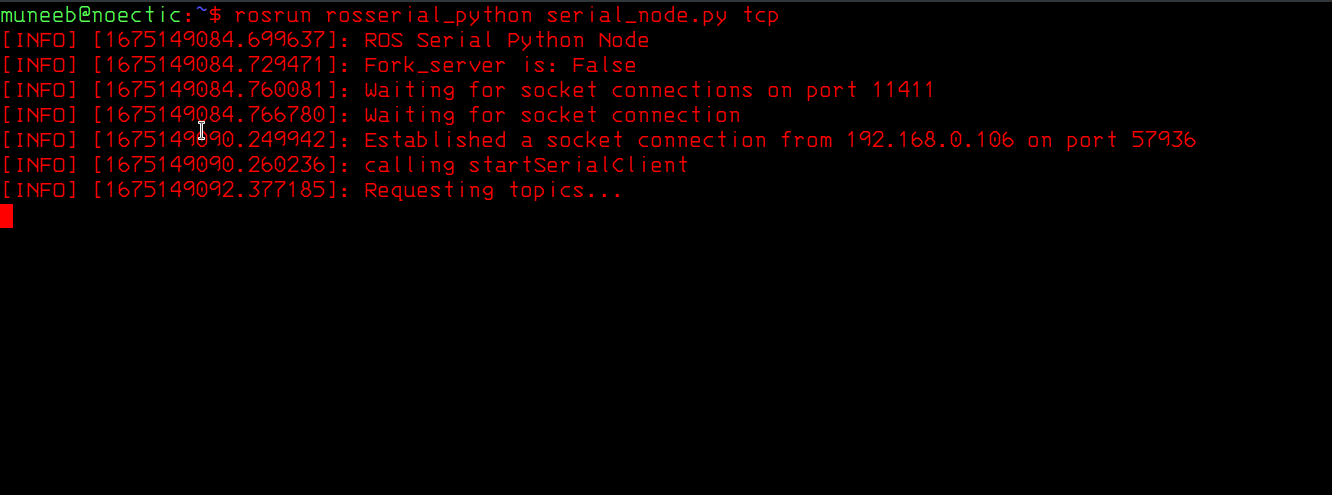 muneeb@noectic:~$ rosrun rosserial_python serial_node.py tcp
[INFO] [1675149084.699637]: ROS Serial Python Node
[INFO] [1675149084.729471]: Fork_server is: False
[INFO] [1675149084.760081]: Waiting for socket connections on port 11411
[INFO] [1675149084.766780]: Waiting for socket connection
[INFO] [1675149090.249942]: Established a socket connection from 192.168.0.106 on port 57936
[INFO] [1675149090.260236]: calling startSerialClient
[INFO] [1675149092.377185]: Requesting topics...